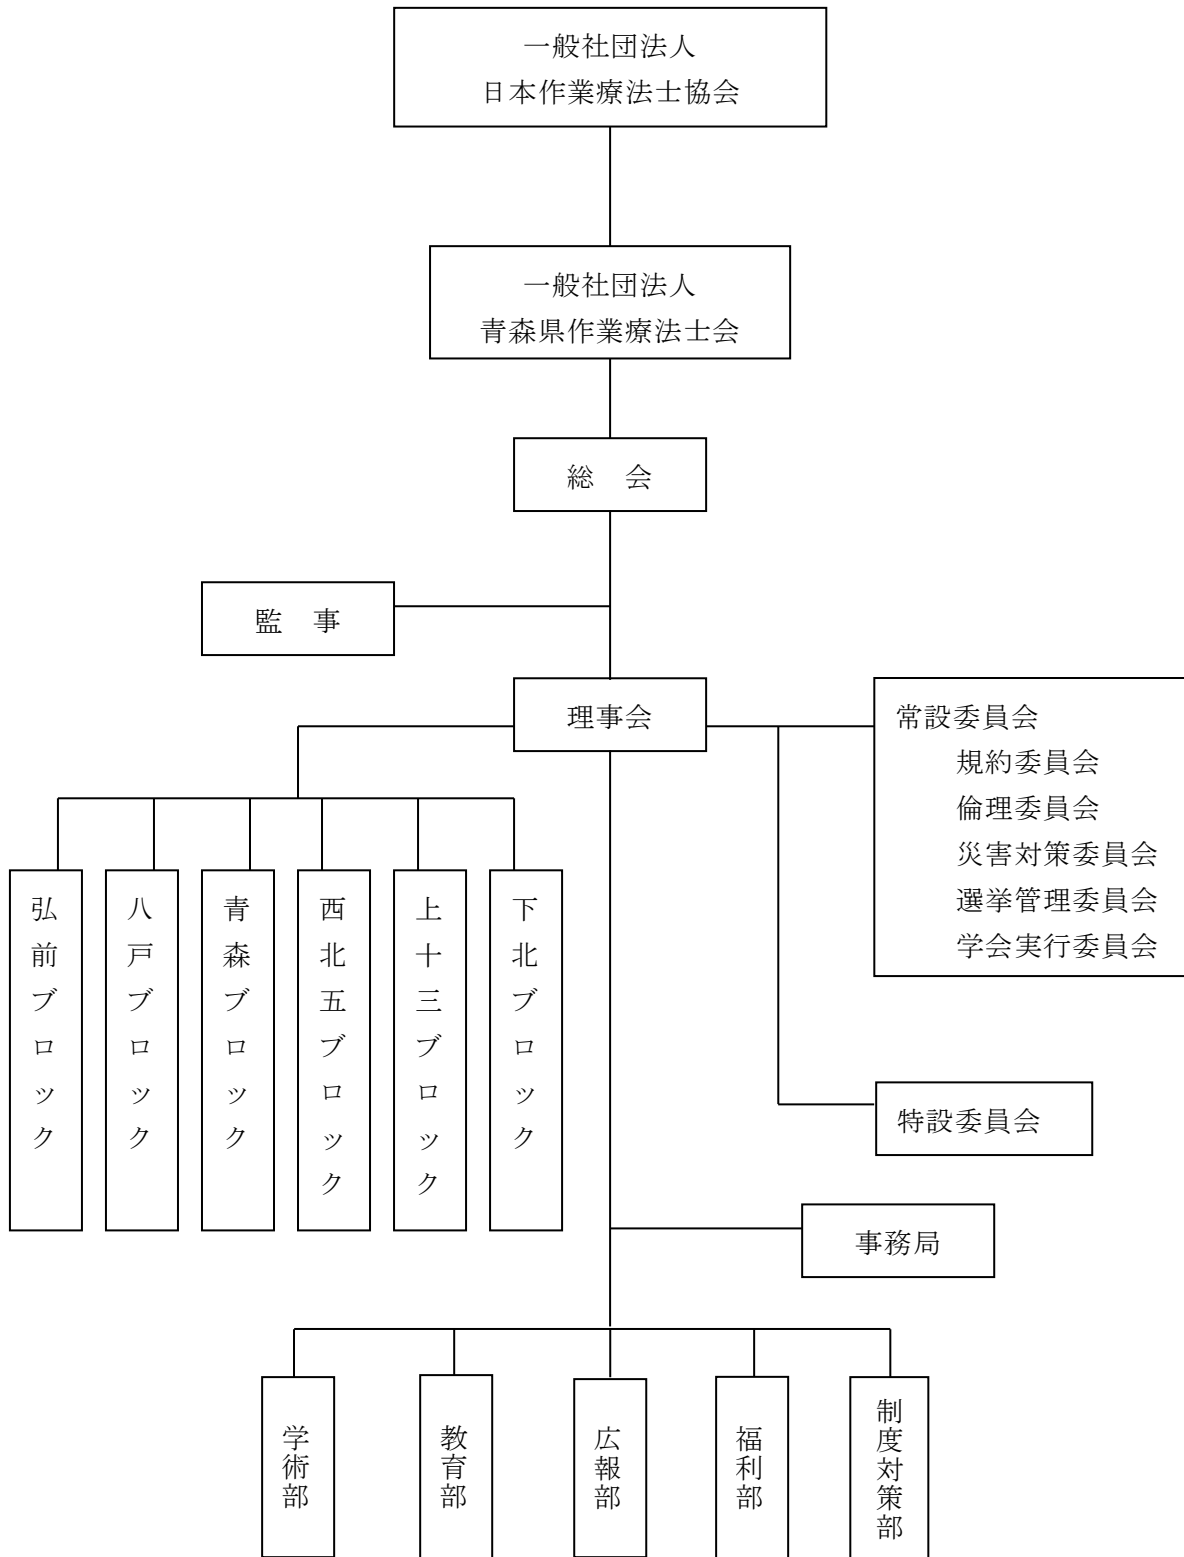 一般社団法人
日本作業療法士協会
一般社団法人
青森県作業療法士会
総　会
監　事
理事会
常設委員会
規約委員会
倫理委員会
災害対策委員会
選挙管理委員会
学会実行委員会
弘前ブロック
八戸ブロック
青森ブロック
西北五ブロック
上十三ブロック
下北ブロック
特設委員会
事務局
学術部
教育部
広報部
福利部
制度対策部